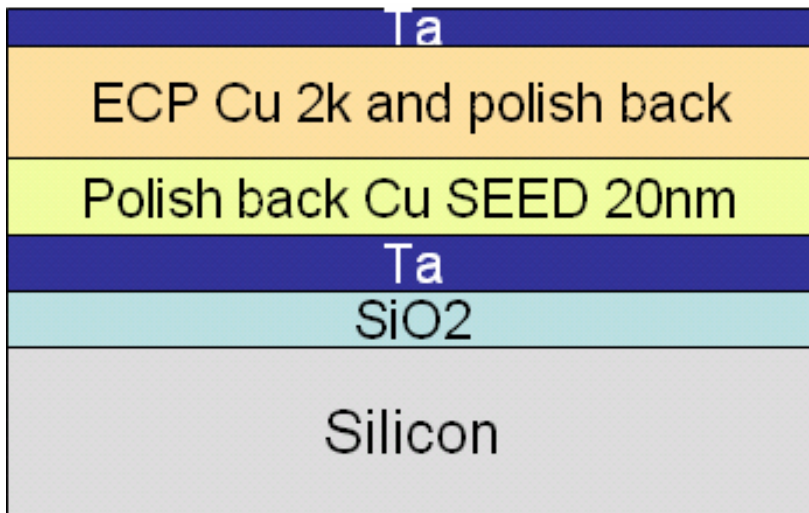 Ta
ECP Cu 2k and polish back
Polish back Cu SEED 20nm
Ta
SiO2
Silicon